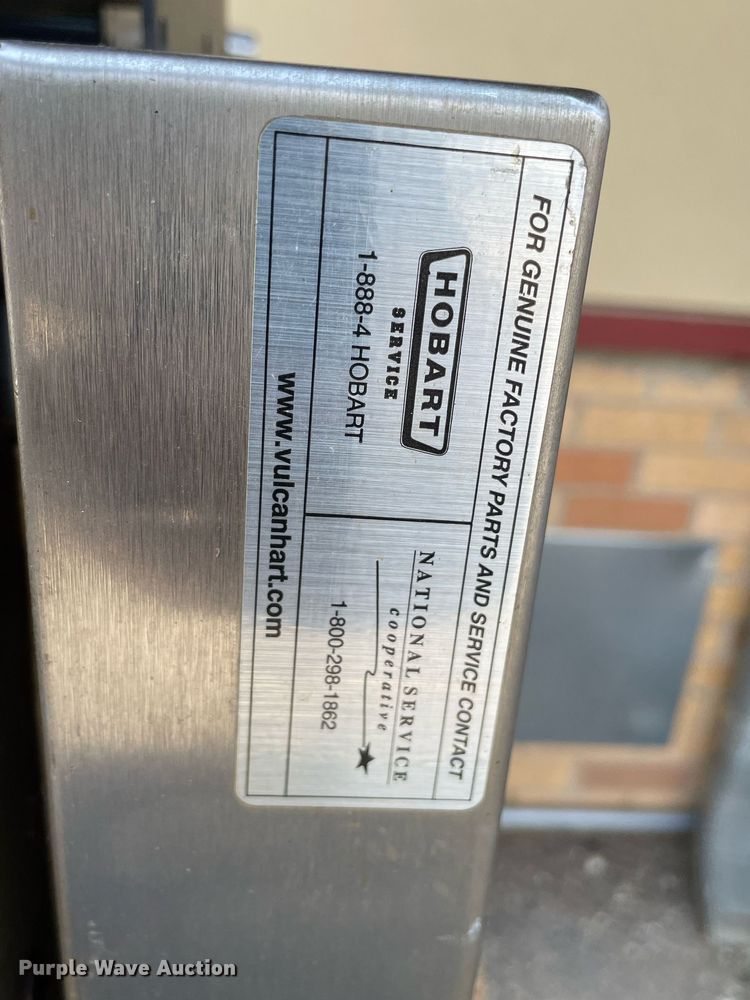 FOR GENUINE FACTORY PARTS AND SERVICE CONTACT
HOBART
SERVICE
1-888-4 HOBART
NATIONAL SERVICE
cooperative
1-800-298-1862
www.vulcanhart.com
Purple Wave Auction